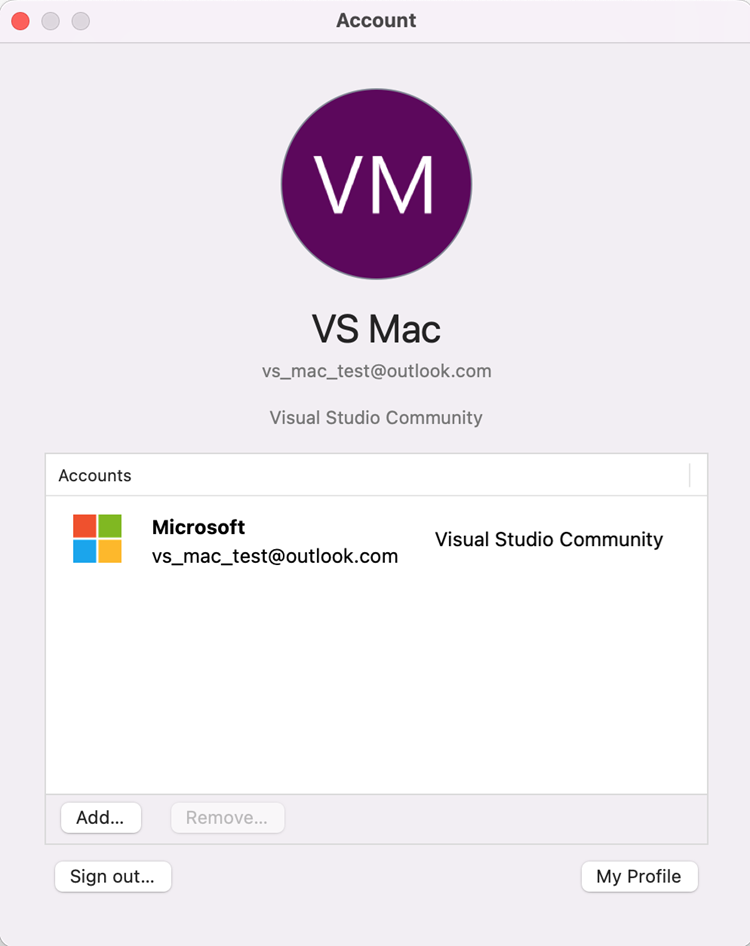 Account
VM
VS Mac
vs_mac_test@outlook.com
Visual Studio Community
Accounts
Microsoft
vs_mac_test@outlook.com
Visual Studio Community
Add...
Remove...
Sign out...
My Profile